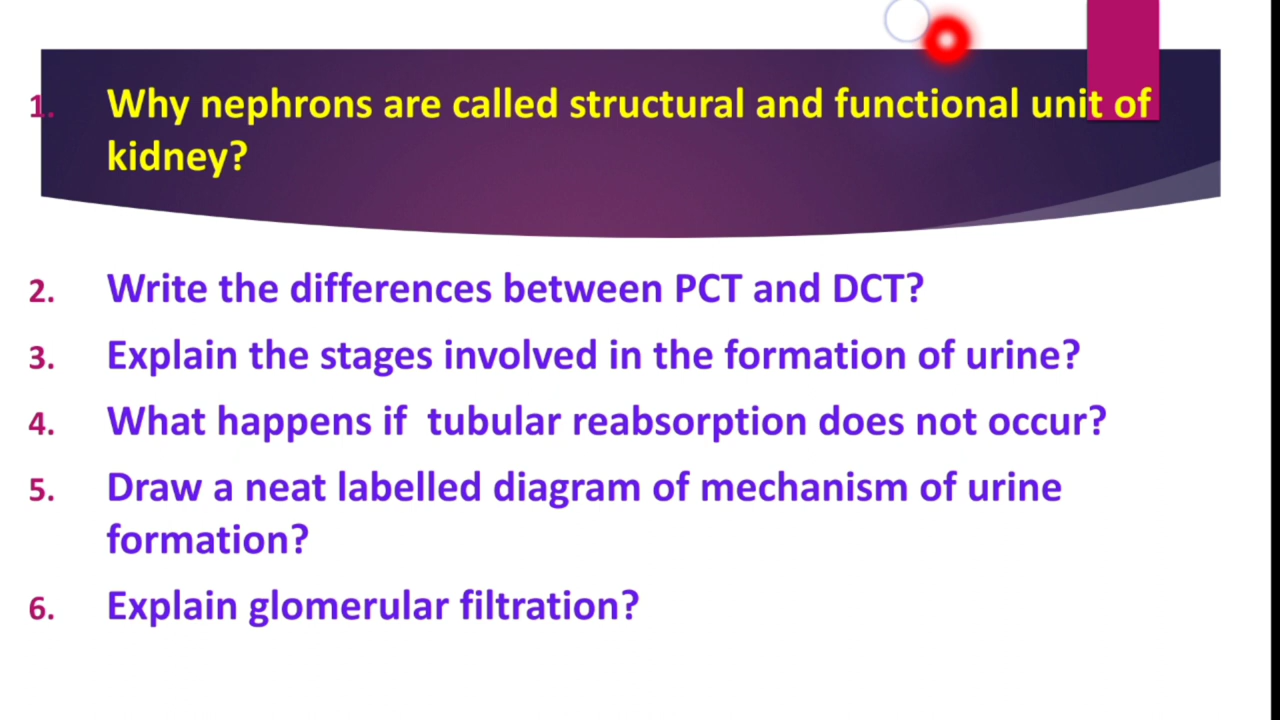 1. Why nephrons are called structural and functional unit of
kidney?
2. Write the differences between PCT and DCT?
3. Explain the stages involved in the formation of urine?
4. What happens if  tubular reabsorption does not occur?
5. Draw a neat labelled diagram of mechanism of urine
formation?
6. Explain glomerular filtration?